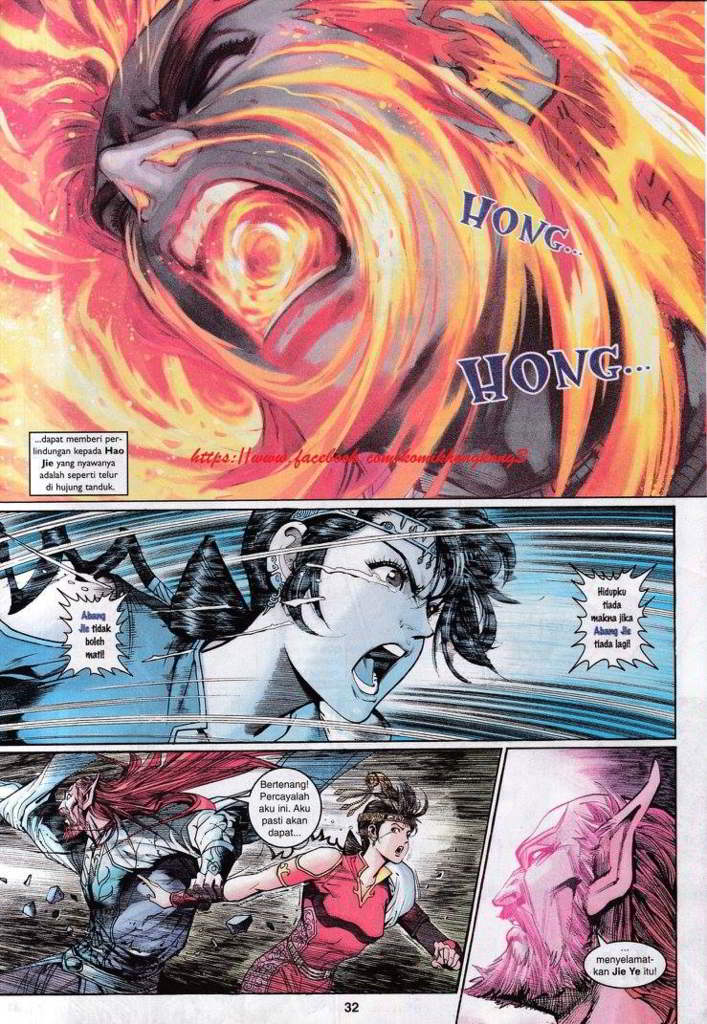 HONG...
HONG...
...dapat memberi per-
lindungan kepada Hao
Jie yang nyawanya
adalah seperti telur
di hujung tanduk.
https://www.facebook.com/komikhongkong2
Abang
Jie tidak
boleh
mati!
Hidupku
tiada
makna jika
Abang Jie
tiada lagi!
Bertenang!
Percayalah
aku ini. Aku
pasti akan
dapat...
...
menyelamat-
kan Jie Ye itu!
32